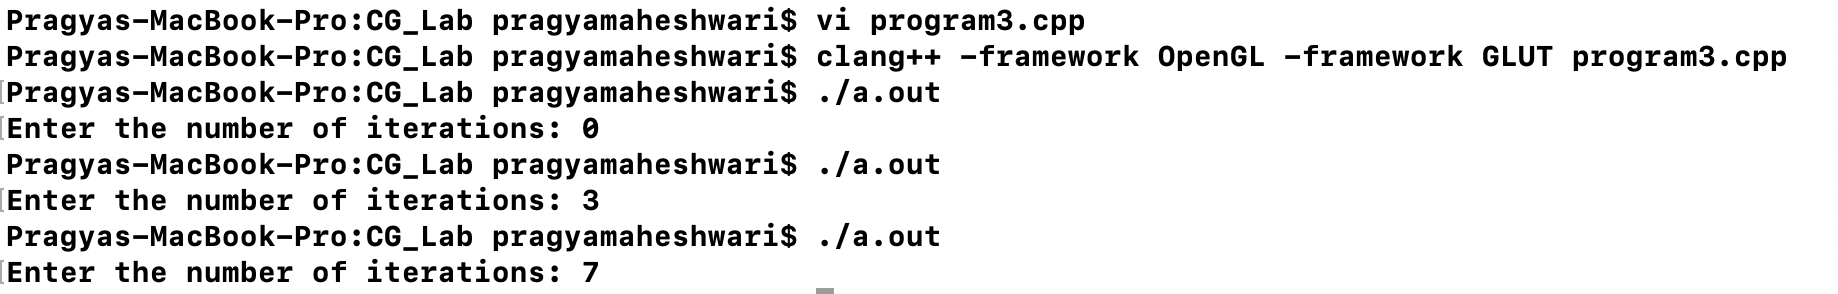 Pragyas-MacBook-Pro:CG_Lab pragyamaheshwari$ vi program3.cpp
Pragyas-MacBook-Pro:CG_Lab pragyamaheshwari$ clang++ -framework OpenGL -framework GLUT program3.cpp
Pragyas-MacBook-Pro:CG_Lab pragyamaheshwari$ ./a.out
Enter the number of iterations: 0
Pragyas-MacBook-Pro:CG_Lab pragyamaheshwari$ ./a.out
Enter the number of iterations: 3
Pragyas-MacBook-Pro:CG_Lab pragyamaheshwari$ ./a.out
Enter the number of iterations: 7